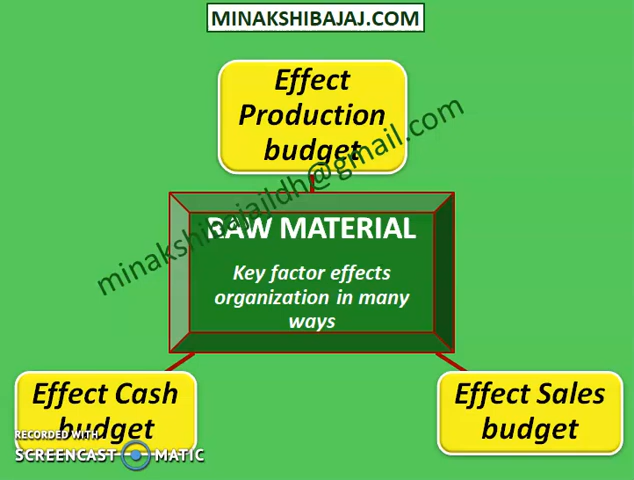 MINAKSHIBAJAJ.COM
Effect
Production
budget
minakshibajajldh@gmail.com
RAW MATERIAL
Key factor effects
organization in many
ways
Effect Cash
budget
Effect Sales
budget
RECORDED WITH
SCREENCAST MATIC